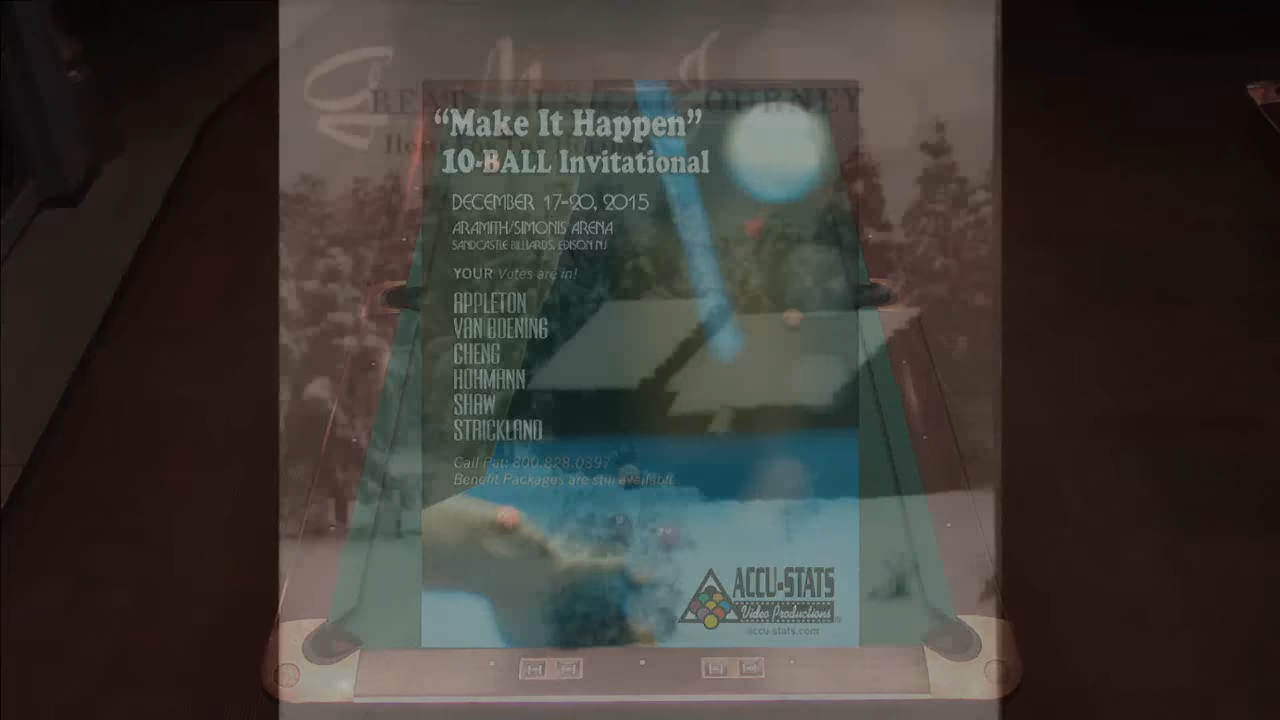 "Make It Happen"
10-BALL Invitational
DECEMBER 17-20, 2015
ARAMITH/SIMONIS ARENA
SANDCASTLE BILLIARDS, EDISON NJ
YOUR Votes are in!
APPLETON
VAN BOENING
CHENG
HOHMANN
SHAW
STRICKLAND
Call Pat: 800.828.0397
Benefit Packages are still available.
ACCU-STATS
Video Productions
accu-stats.com
JOURNEY